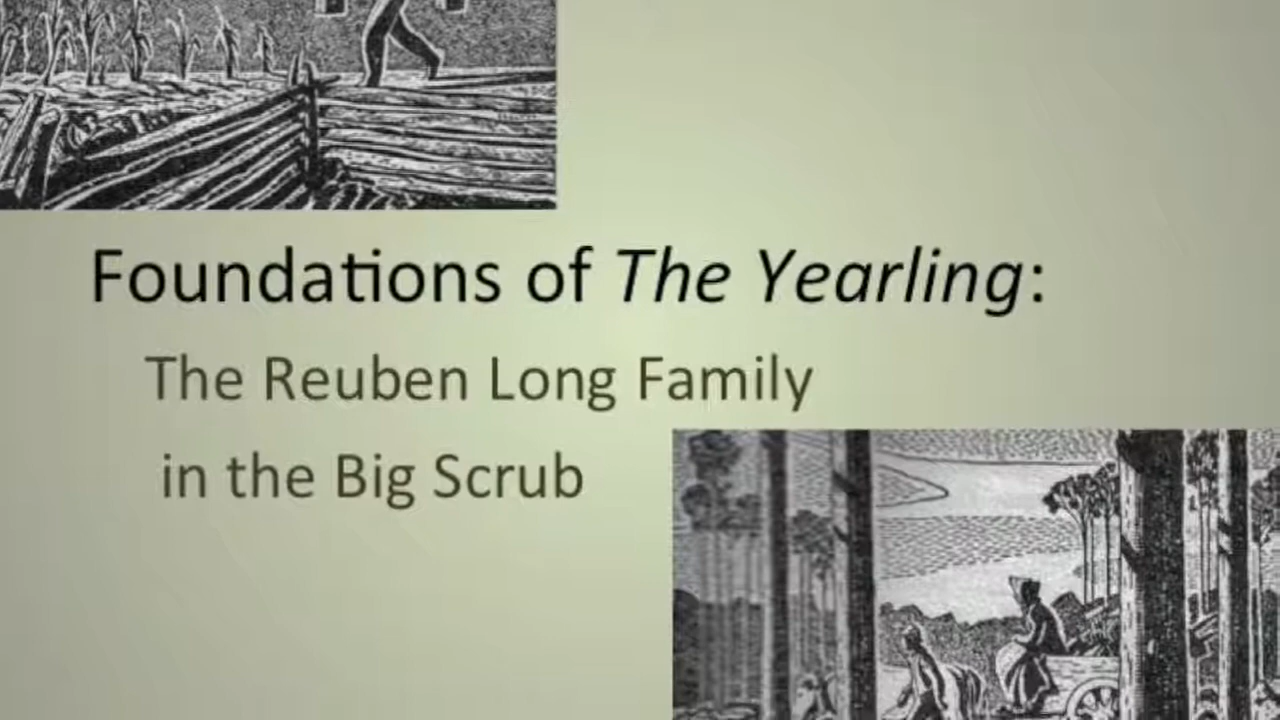 Foundations of The Yearling:
The Reuben Long Family
in the Big Scrub